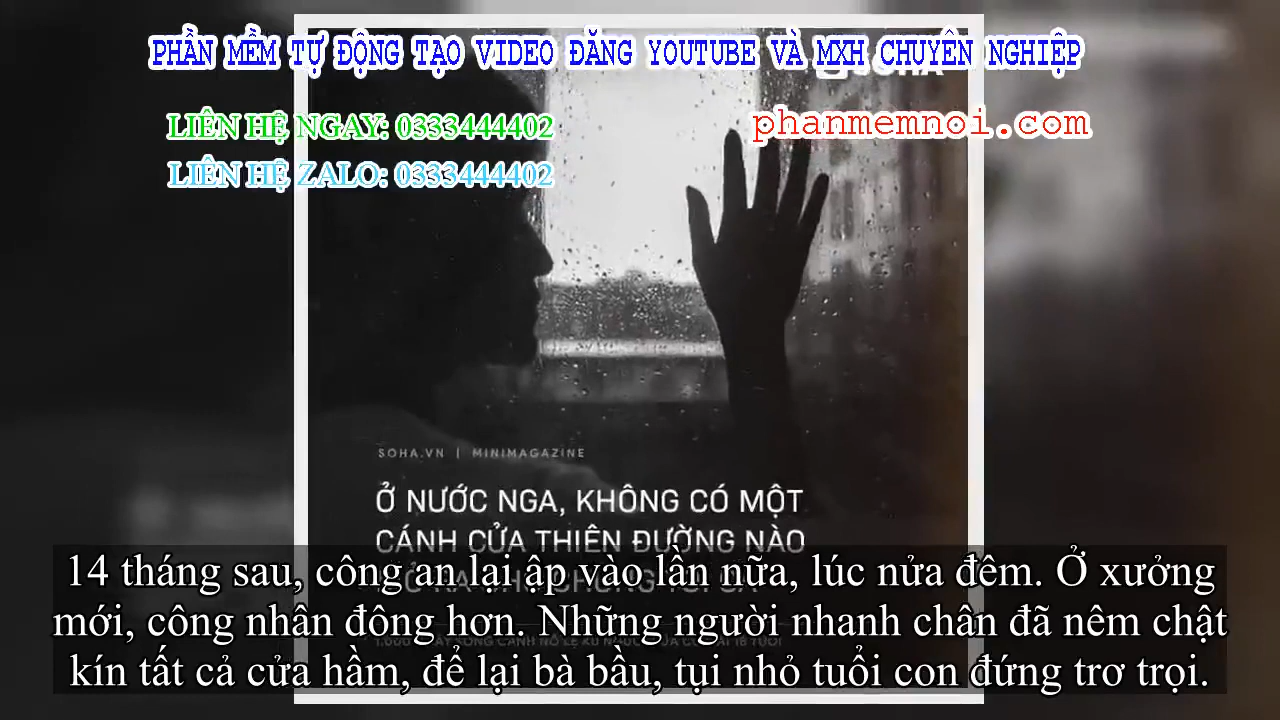 PHẦN MỀM TỰ ĐỘNG TẠO VIDEO ĐĂNG YOUTUBE VÀ MXH CHUYÊN NGHIỆP
SOHA
LIÊN HỆ NGAY: 0333444402
phanmemnoi.com
LIÊN HỆ ZALO: 0333444402
SOHA.VN | MINIMAGAZINE
Ở NƯỚC NGA, KHÔNG CÓ MỘT
CÁNH CỬA THIÊN ĐƯỜNG NÀO
14 tháng sau, công an lại ập vào lần nữa, lúc nửa đêm. Ở xưởng
mới, công nhân đông hơn. Những người nhanh chân đã nêm chật
kín tất cả cửa hầm, để lại bà bầu, tụi nhỏ tuổi con đứng trơ trọi.